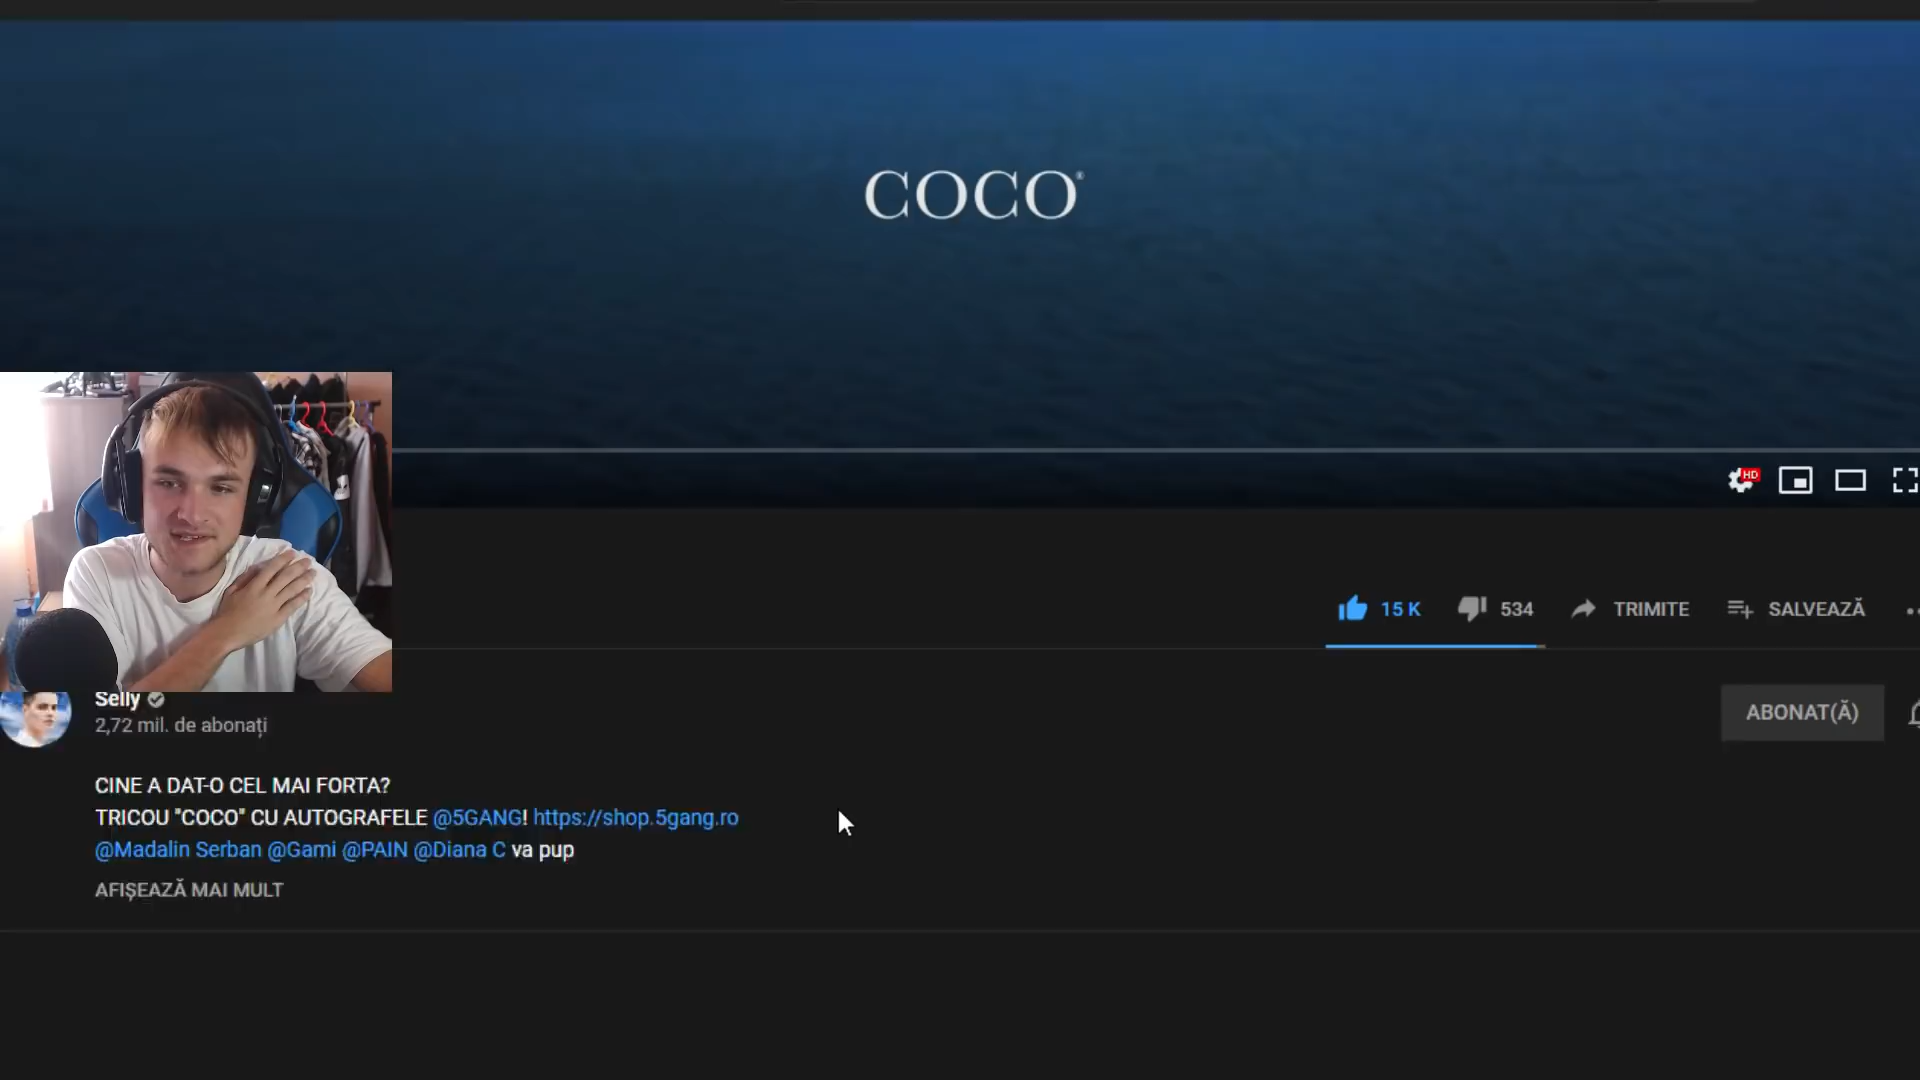 COCO®
HD
15 K
534
TRIMITE
SALVEAZĂ
Selly
2,72 mil. de abonați
ABONAT(Ă)
CINE A DAT-O CEL MAI FORTA?
TRICOU "COCO" CU AUTOGRAFELE @5GANG! https://shop.5gang.ro
@Madalin Serban @Gami @PAIN @Diana C va pup
AFIȘEAZĂ MAI MULT